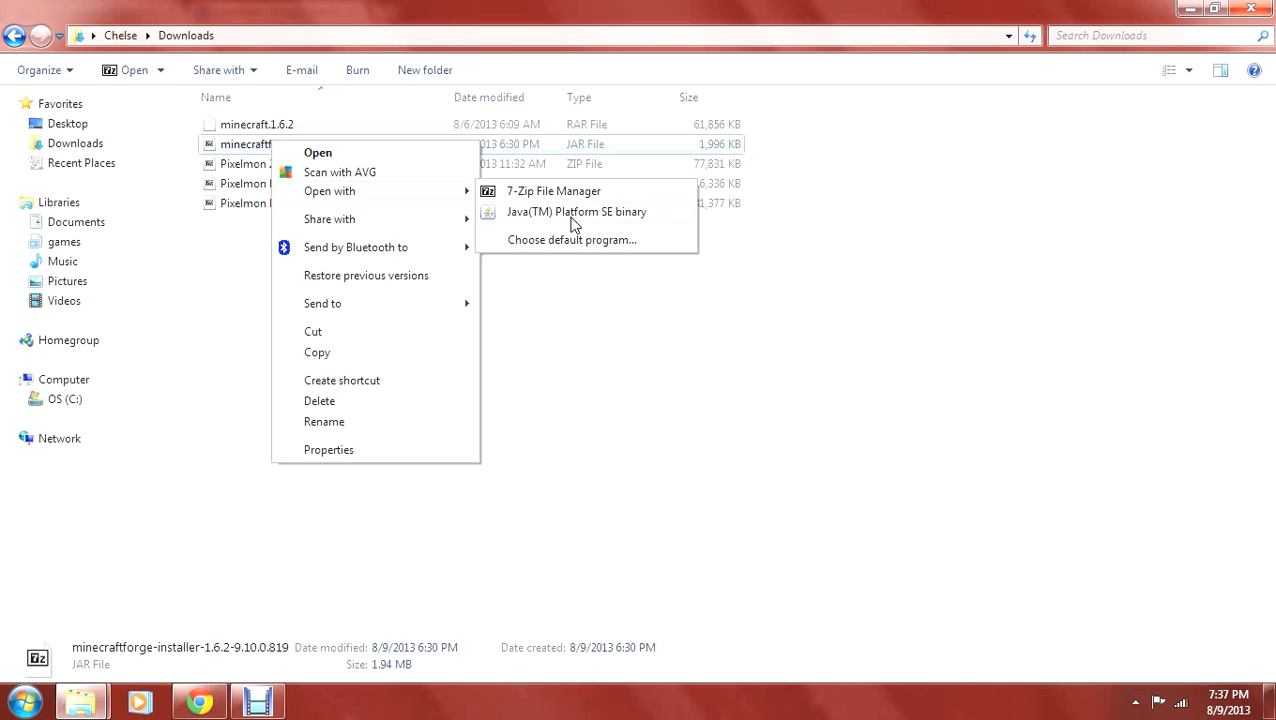 Chelse Downloads
Search Downloads
Organize Open Share with E-mail Burn New folder
Name Date modified Type Size
Favorites
Desktop
Downloads
Recent Places
Libraries
Documents
games
Music
Pictures
Videos
Homegroup
Computer
OS (C:)
Network
minecraft.1.6.2 8/6/2013 6:09 AM RAR File 61,856 KB
minecraftf 2013 6:30 PM JAR File 1,996 KB
Pixelmon 2013 11:32 AM ZIP File 77,831 KB
Pixelmon 6,336 KB
Pixelmon 1,377 KB
Open
Scan with AVG
Open with
Share with
Send by Bluetooth to
Restore previous versions
Send to
Cut
Copy
Create shortcut
Delete
Rename
Properties
7-Zip File Manager
Java(TM) Platform SE binary
Choose default program...
7z minecraftforge-installer-1.6.2-9.10.0.819 Date modified: 8/9/2013 6:30 PM Date created: 8/9/2013 6:30 PM
JAR File Size: 1.94 MB
7:37 PM
8/9/2013